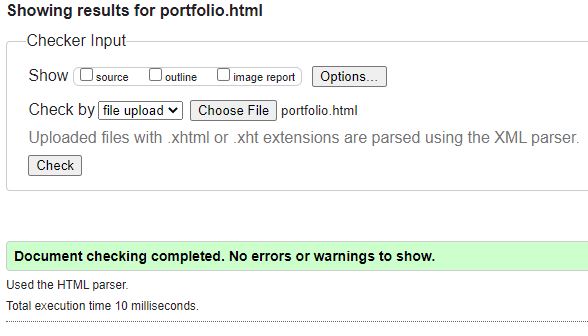 Showing results for portfolio.html
Checker Input
Show source outline image report Options...
Check by file upload Choose File portfolio.html
Uploaded files with .xhtml or .xht extensions are parsed using the XML parser.
Check
Document checking completed. No errors or warnings to show.
Used the HTML parser.
Total execution time 10 milliseconds.